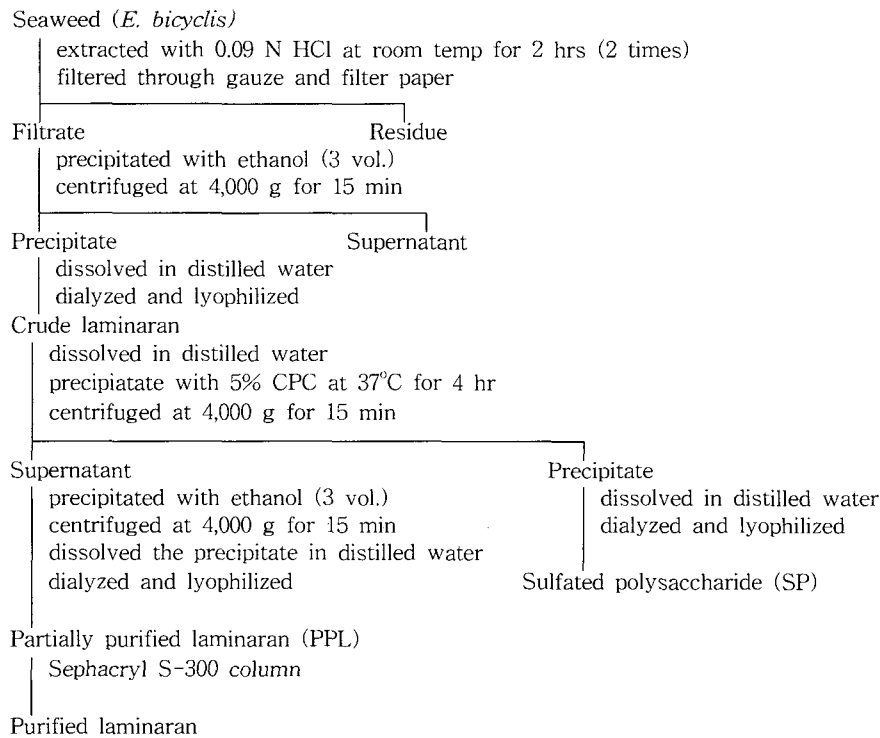 Seaweed (E. bicyclis)
extracted with 0.09 N HCl at room temp for 2 hrs (2 times)
filtered through gauze and filter paper
Filtrate Residue
precipitated with ethanol (3 vol.)
centrifuged at 4,000 g for 15 min
Precipitate Supernatant
dissolved in distilled water
dialyzed and lyophilized
Crude laminaran
dissolved in distilled water
precipiatate with 5% CPC at 37°C for 4 hr
centrifuged at 4,000 g for 15 min
Supernatant Precipitate
precipitated with ethanol (3 vol.) dissolved in distilled water
centrifuged at 4,000 g for 15 min dialyzed and lyophilized
dissolved the precipitate in distilled water
dialyzed and lyophilized Sulfated polysaccharide (SP)
Partially purified laminaran (PPL)
Sephacryl S-300 column
Purified laminaran